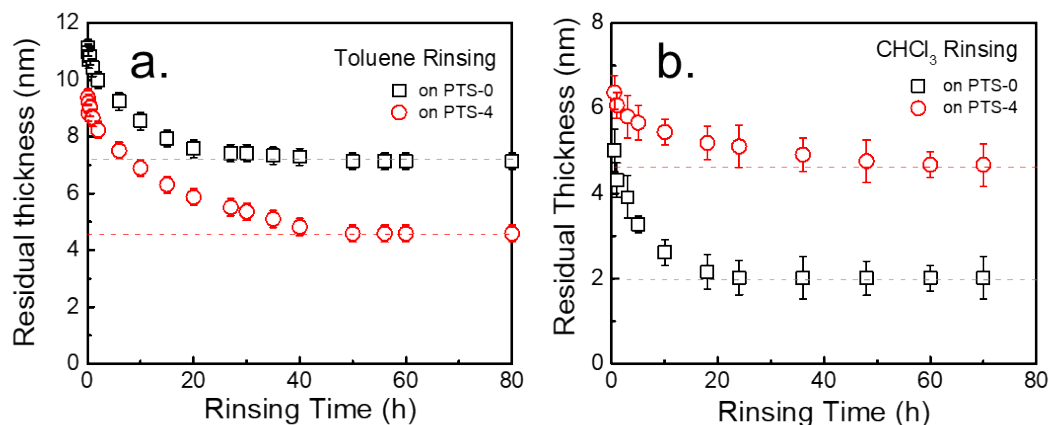 a.
Toluene Rinsing
on PTS-0
on PTS-4
Residual thickness (nm)
12
10
8
6
4
2
0
0 20 40 60 80
Rinsing Time (h)
b.
CHCl₃ Rinsing
on PTS-0
on PTS-4
Residual Thickness (nm)
8
6
4
2
0
0 20 40 60 80
Rinsing Time (h)